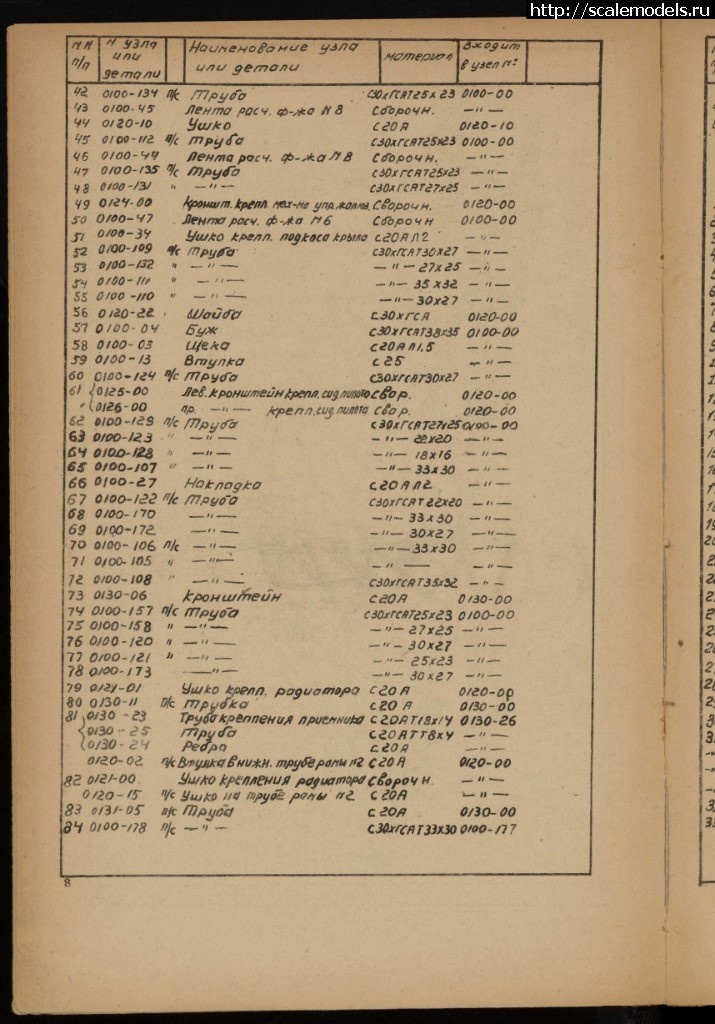 http://scalemodels.ru
NN п/п N узла или детали Наименование узла или детали материал Входит в узел №:
42 0100-134 п/с Труба С30хГСАТ25х23 0100-00
43 0100-45 Лента расч. ф-жа N8 Сборочн. -"-
44 0120-10 Ушко С20А 0120-10
45 0100-112 п/с Труба С30хГСАТ25х23 0100-00
46 0100-44 Лента расч. ф-жа N8 Сборочн. -"-
47 0100-135 п/с Труба С30хГСАТ25х23 -"-
48 0100-131 " -"- С30хГСАТ27х25 -"-
49 0124-00 Кроншт. крепл. мех-ма упр. Сборочн. 0120-00
50 0100-47 Лента расч. ф-жа N6 Сборочн 0100-00
51 0100-34 Ушко крепл. подкоса крыла С20АЛ2 -"-
52 0100-109 п/с Труба С30хГСАТ30х27 -"-
53 0100-132 " -"- -"- 27х25 -"-
54 0100-111 " -"- -"- 35х32 -"-
55 0100-110 " -"- -"- 30х27 -"-
56 0120-22 Шайба С30хГСА 0120-00
57 0100-04 Буж С30хГСАТ38х35 0100-00
58 0100-03 Щека С20АЛ1,5 -"-
59 0100-13 Втулка С25 -"-
60 0100-124 п/с Труба С30хГСАТ30х27 -"-
61 0125-00 Лев. кронштейн крепл. сид. пилота Свор. 0120-00
" 0126-00 пр. -"- крепл. сид. пилота Свор. 0120-00
62 0100-129 п/с Труба С30хГСАТ27х25 0100-00
63 0100-123 " -"- -"- 22х20 -"-
64 0100-128 " -"- -"- 18х16 -"-
65 0100-107 " -"- -"- 33х30 -"-
66 0100-27 Накладка С20АЛ2 -"-
67 0100-122 п/с Труба С30хГСАТ22х20 -"-
68 0100-170 -"- -"- 33х30 -"-
69 0100-172 -"- -"- 30х27 -"-
70 0100-106 п/с -"- -"- 33х30 -"-
71 0100-105 " -"- -"- -"-
72 0100-108 " -"- С30хГСАТ35х32 -"-
73 0130-06 Кронштейн С20А 0130-00
74 0100-157 п/с Труба С30хГСАТ25х23 0100-00
75 0100-158 " -"- -"- 27х25 -"-
76 0100-120 " -"- -"- 30х27 -"-
77 0100-121 " -"- -"- 25х23 -"-
78 0100-173 -"- -"- 30х27 -"-
79 0121-01 Ушко крепл. радиатора С20А 0120-00
80 0130-11 п/с Трубка С20А 0130-00
81 0130-23 Труба крепления приемника С20АТ18х14 0130-26
0130-25 Труба С20АТТ8х4 -"-
0130-24 Ребро С20А -"-
0120-02 п/с Втулка в нижн. трубе рамы N2 С20А 0120-00
82 0121-00 Ушко крепления радиатора Сворочн. -"-
0120-15 п/с Ушко на трубе рамы N2 С20А -"-
83 0131-05 п/с Труба С20А 0130-00
84 0100-178 п/с -"- С30хГСАТ33х30 0100-177
8